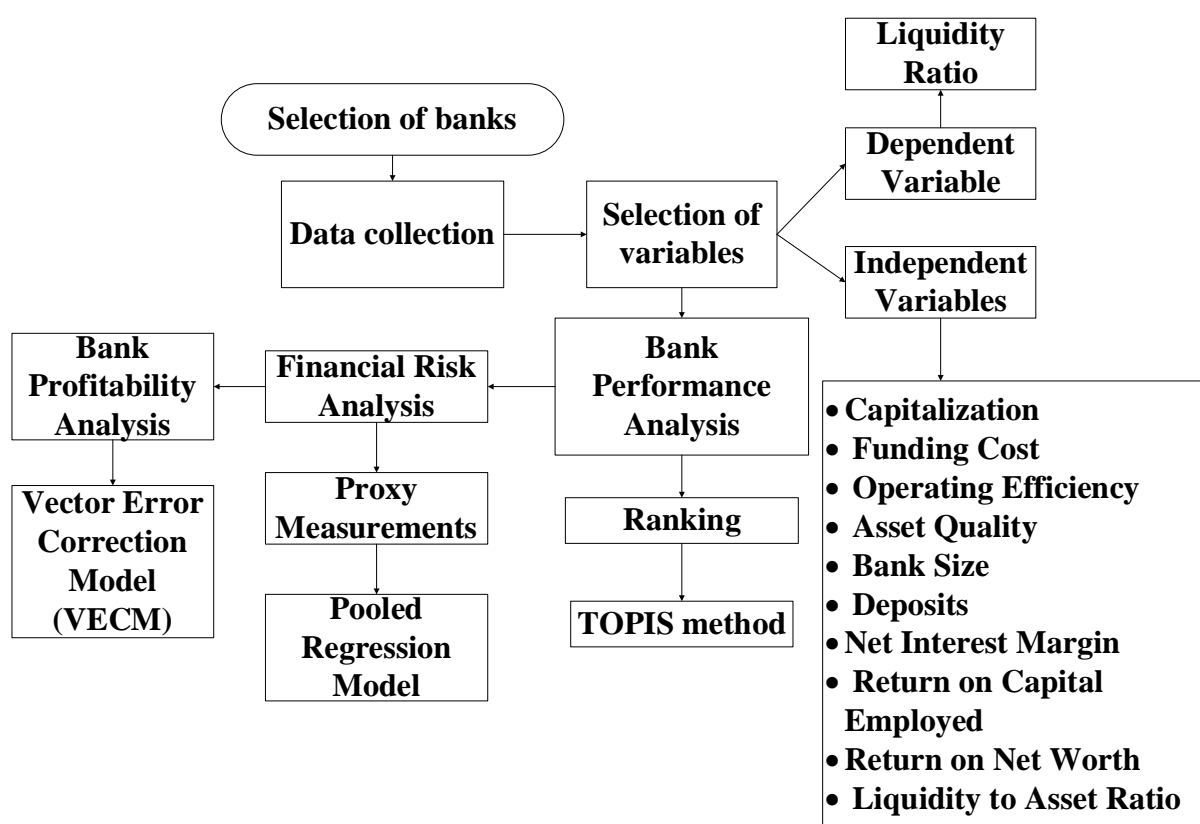 Liquidity
Ratio
Selection of banks
Dependent
Variable
Data collection
Selection of
variables
Independent
Variables
Bank
Profitability
Analysis
Financial Risk
Analysis
Bank
Performance
Analysis
• Capitalization
• Funding Cost
• Operating Efficiency
• Asset Quality
• Bank Size
• Deposits
• Net Interest Margin
• Return on Capital
Employed
• Return on Net Worth
• Liquidity to Asset Ratio
Vector Error
Correction
Model
(VECM)
Proxy
Measurements
Ranking
Pooled
Regression
Model
TOPIS method